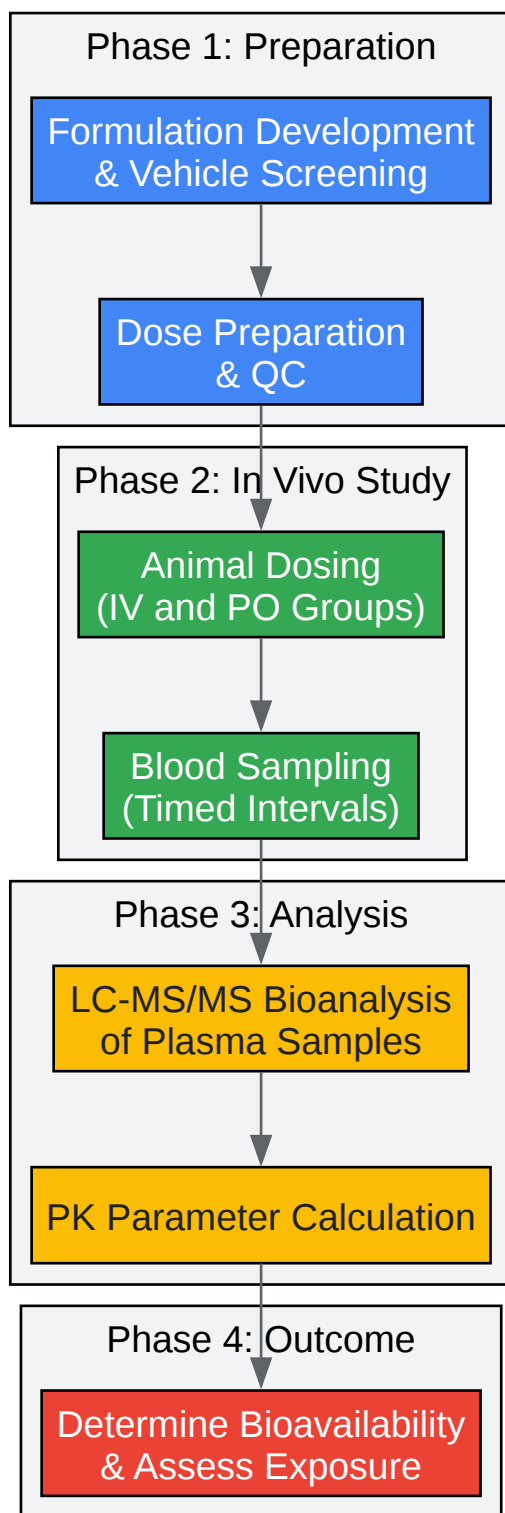 Phase 1: Preparation
Formulation Development
& Vehicle Screening
Dose Preparation
& QC
Phase 2: In Vivo Study
Animal Dosing
(IV and PO Groups)
Blood Sampling
(Timed Intervals)
Phase 3: Analysis
LC-MS/MS Bioanalysis
of Plasma Samples
PK Parameter Calculation
Phase 4: Outcome
Determine Bioavailability
& Assess Exposure